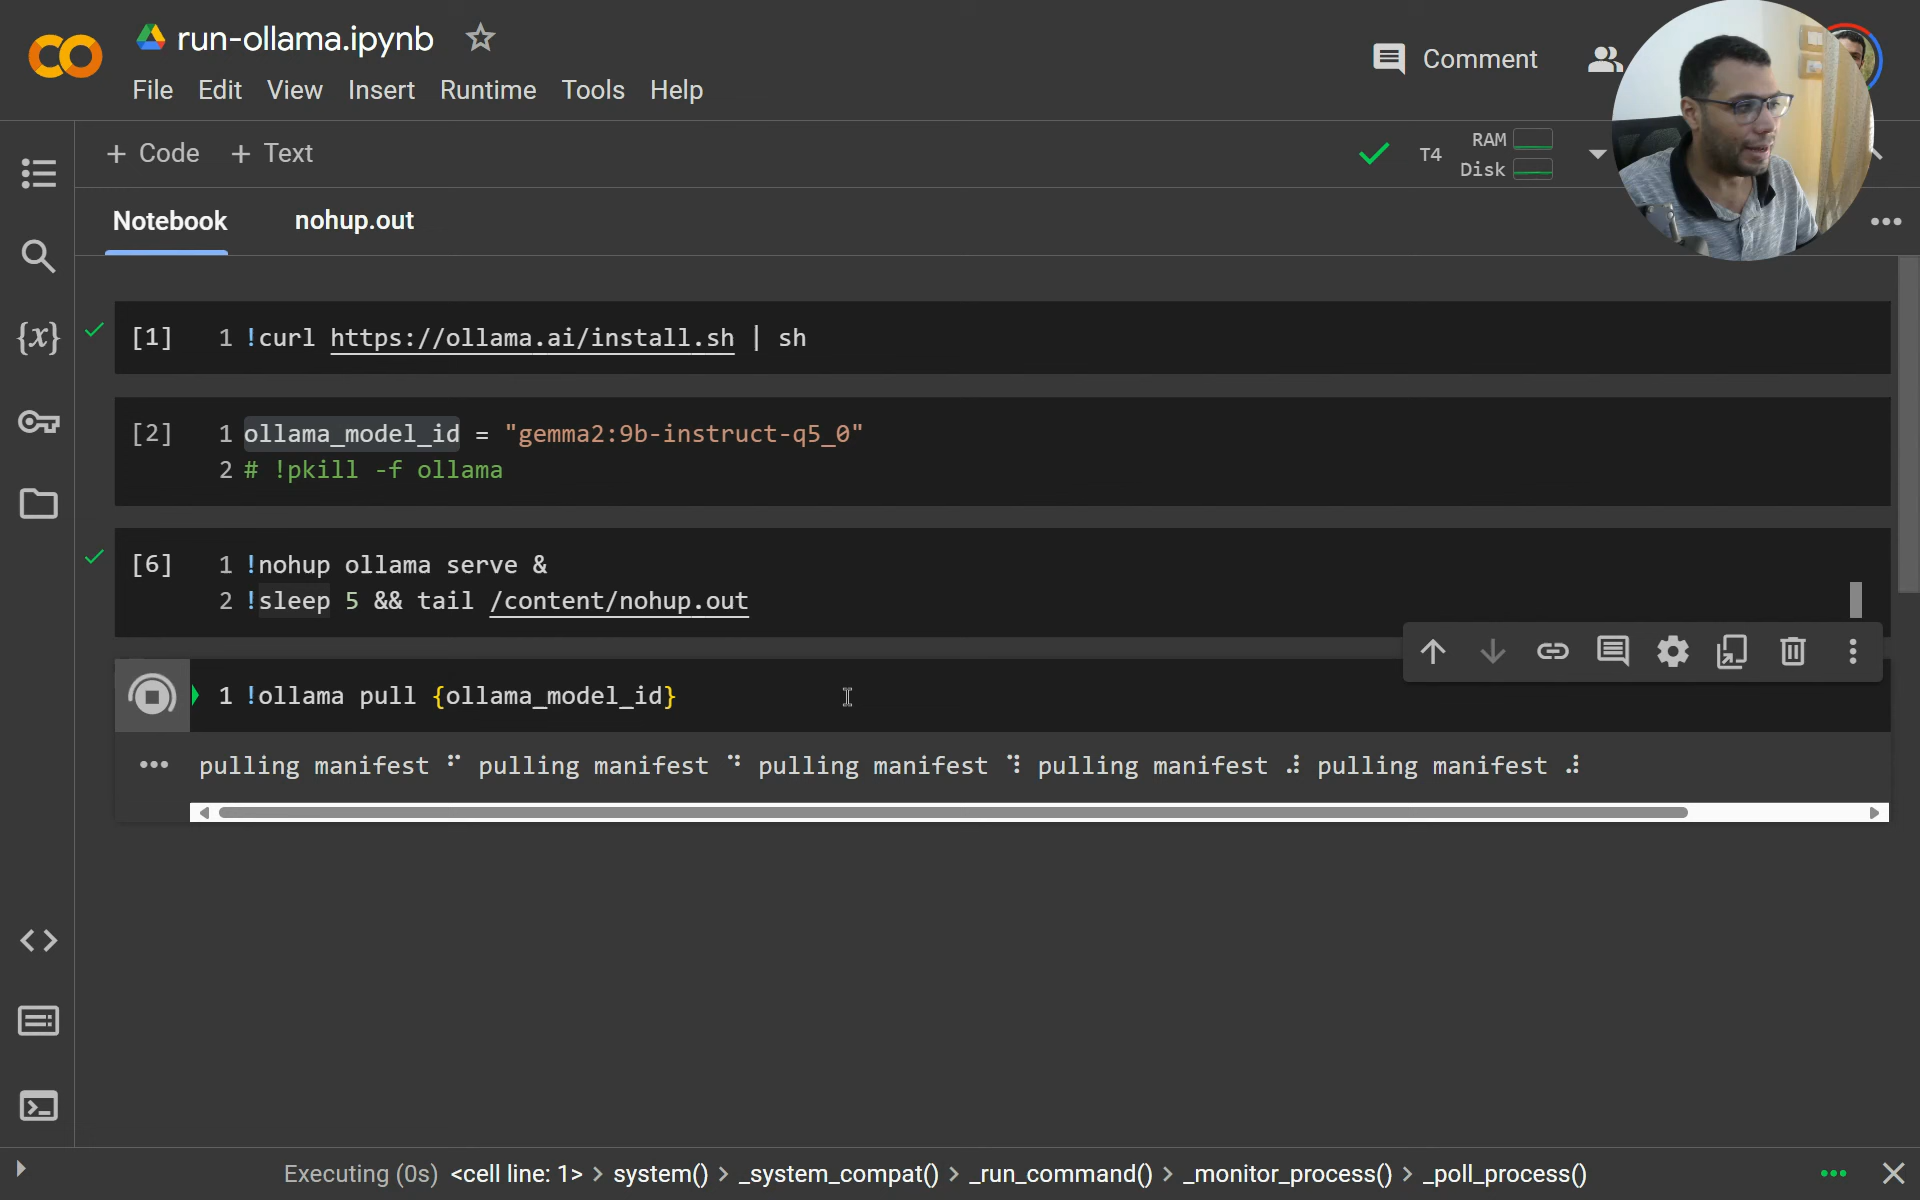 run-ollama.ipynb
Comment
File Edit View Insert Runtime Tools Help
+ Code + Text
T4
RAM
Disk
Notebook nohup.out
[1] 1 !curl https://ollama.ai/install.sh | sh
[2] 1 ollama_model_id = "gemma2:9b-instruct-q5_0"
2 # !pkill -f ollama
[6] 1 !nohup ollama serve &
2 !sleep 5 && tail /content/nohup.out
1 !ollama pull {ollama_model_id}
pulling manifest ⠋ pulling manifest ⠙ pulling manifest ⠹ pulling manifest ⠼ pulling manifest ⠼
Executing (0s) <cell line: 1> > system() > _system_compat() > _run_command() > _monitor_process() > _poll_process()